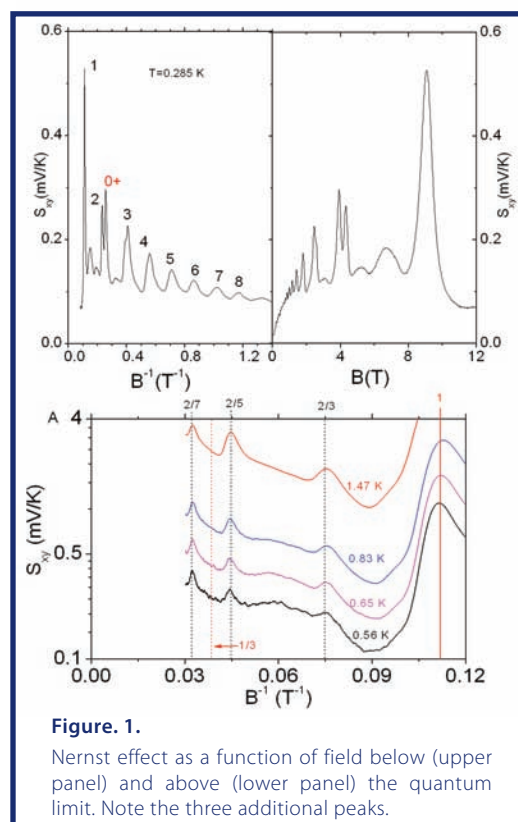 0.6
0.4
0.2
0.0
S_xy(mV/K)
1
T=0.285 K
0+
2
3
4
5
6
7
8
0.0 0.4 0.8 1.2
B⁻¹(T⁻¹)
0.6
0.4
0.2
0.0
S_xy(mV/K)
0 4 8 12
B(T)
A
2/7 2/5 2/3 1
4
0.5
0.1
S_xy (mV/K)
1.47 K
0.83 K
0.65 K
0.56 K
1/3
0.00 0.03 0.06 0.09 0.12
B⁻¹ (T⁻¹)
Figure. 1.
Nernst effect as a function of field below (upper
panel) and above (lower panel) the quantum
limit. Note the three additional peaks.